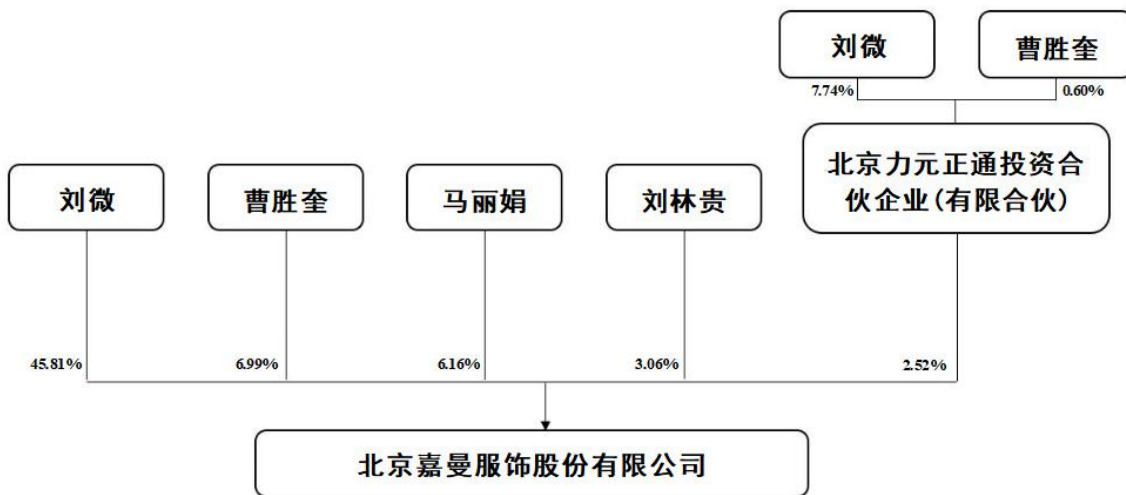 刘微
曹胜奎
7.74%
0.60%
北京力元正通投资合
伙企业(有限合伙)
刘微
曹胜奎
马丽娟
刘林贵
45.81%
6.99%
6.16%
3.06%
2.52%
北京嘉曼服饰股份有限公司